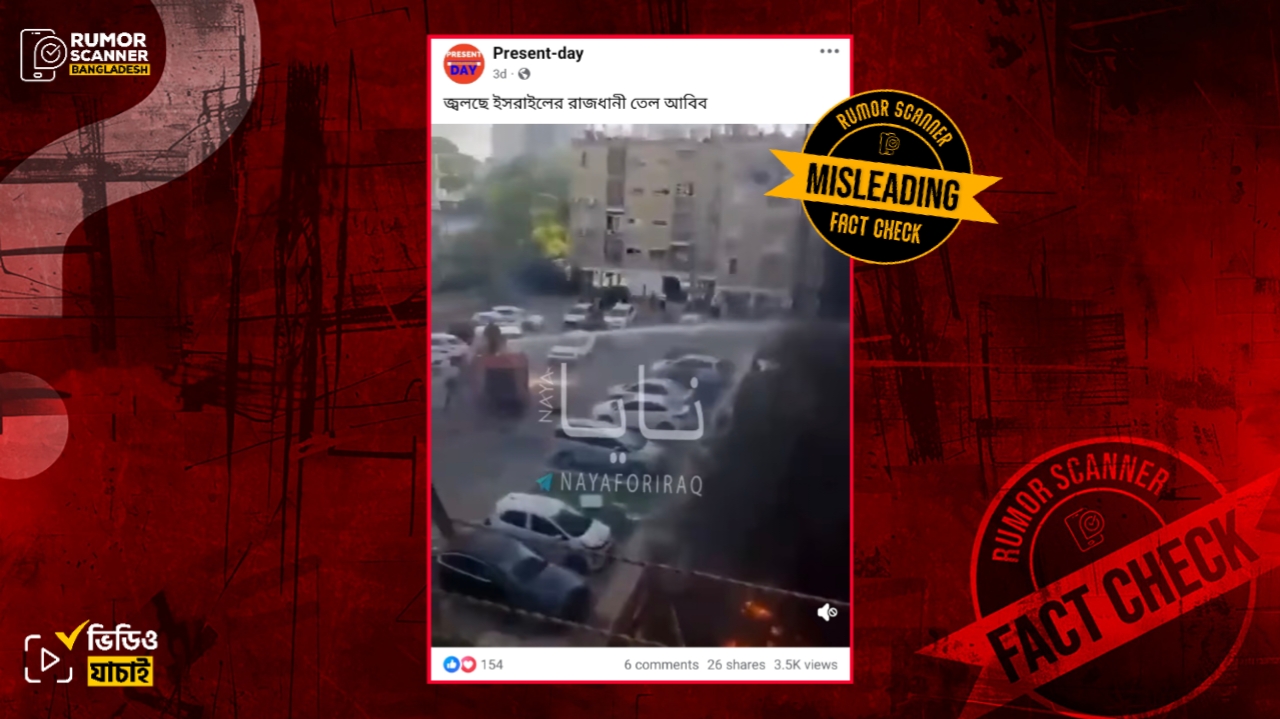 RUMOR
SCANNER
BANGLADESH
PRESENT
DAY
Present-day
3d
জ্বলছে ইসরাইলের রাজধানী তেল আবিব
RUMOR SCANNER
MISLEADING
FACT CHECK
NAYA
نايا
NAYAFORIRAQ
RUMOR SCANNER
FACT CHECK
ভিডিও
যাচাই
154
6 comments 26 shares 3.5K views